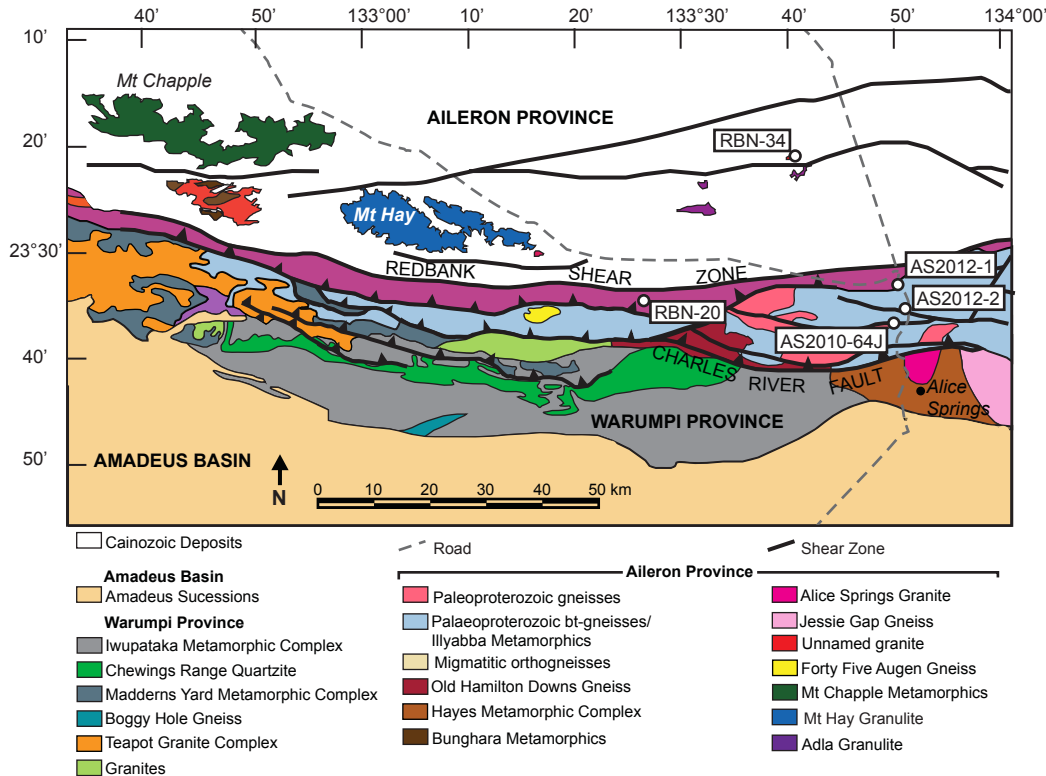 40' 50' 133°00' 10' 20' 133°30' 40' 50' 134°00'
10'
Mt Chapple
AILERON PROVINCE
RBN-34
20'
Mt Hay
23°30'
REDBANK SHEAR ZONE
AS2012-1
AS2012-2
RBN-20
AS2010-64J
40'
CHARLES RIVER FAULT
Alice
Springs
WARUMPI PROVINCE
50'
AMADEUS BASIN
N
0 10 20 30 40 50 km
Cainozoic Deposits
Road
Shear Zone
Amadeus Basin
Amadeus Sucessions
Warumpi Province
Iwupataka Metamorphic Complex
Chewings Range Quartzite
Madderns Yard Metamorphic Complex
Boggy Hole Gneiss
Teapot Granite Complex
Granites
Aileron Province
Paleoproterozoic gneisses
Palaeoproterozoic bt-gneisses/
Illyabba Metamorphics
Migmatitic orthogneisses
Old Hamilton Downs Gneiss
Hayes Metamorphic Complex
Bunghara Metamorphics
Alice Springs Granite
Jessie Gap Gneiss
Unnamed granite
Forty Five Augen Gneiss
Mt Chapple Metamorphics
Mt Hay Granulite
Adla Granulite